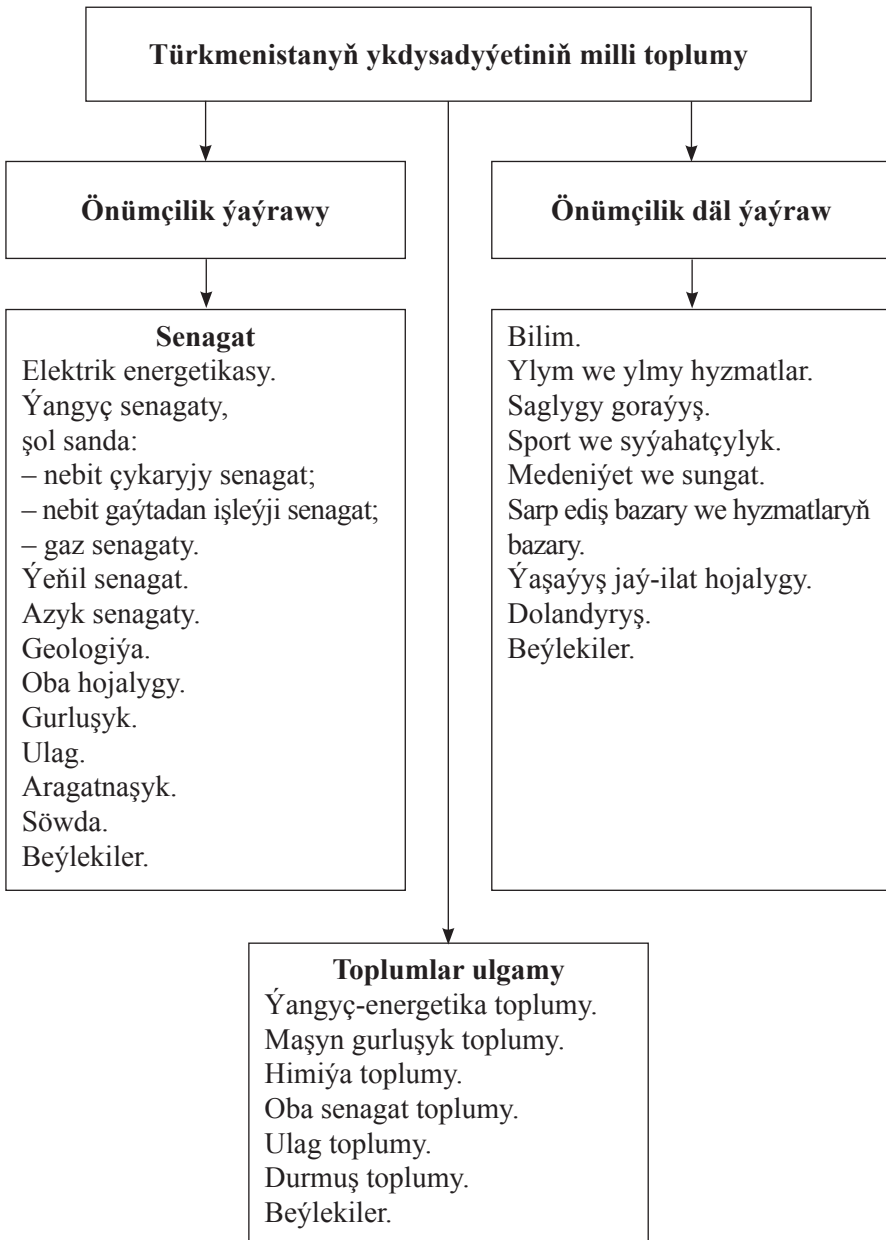 Türkmenistanyň ykdysadyýetiniň milli toplumy
Önümçilik ýaýrawy
Önümçilik däl ýaýraw
Senagat
Elektrik energetikasy.
Ýangyç senagaty,
şol sanda:
– nebit çykaryjy senagat;
– nebit gaýtadan işleýji senagat;
– gaz senagaty.
Ýeňil senagat.
Azyk senagaty.
Geologiýa.
Oba hojalygy.
Gurluşyk.
Ulag.
Aragatnaşyk.
Söwda.
Beýlekiler.
Bilim.
Ylym we ylmy hyzmatlar.
Saglygy goraýyş.
Sport we syýahatçylyk.
Medeniýet we sungat.
Sarp ediş bazary we hyzmatlaryň
bazary.
Ýaşaýyş jaý-ilat hojalygy.
Dolandyryş.
Beýlekiler.
Toplumlar ulgamy
Ýangyç-energetika toplumy.
Maşyn gurluşyk toplumy.
Himiýa toplumy.
Oba senagat toplumy.
Ulag toplumy.
Durmuş toplumy.
Beýlekiler.